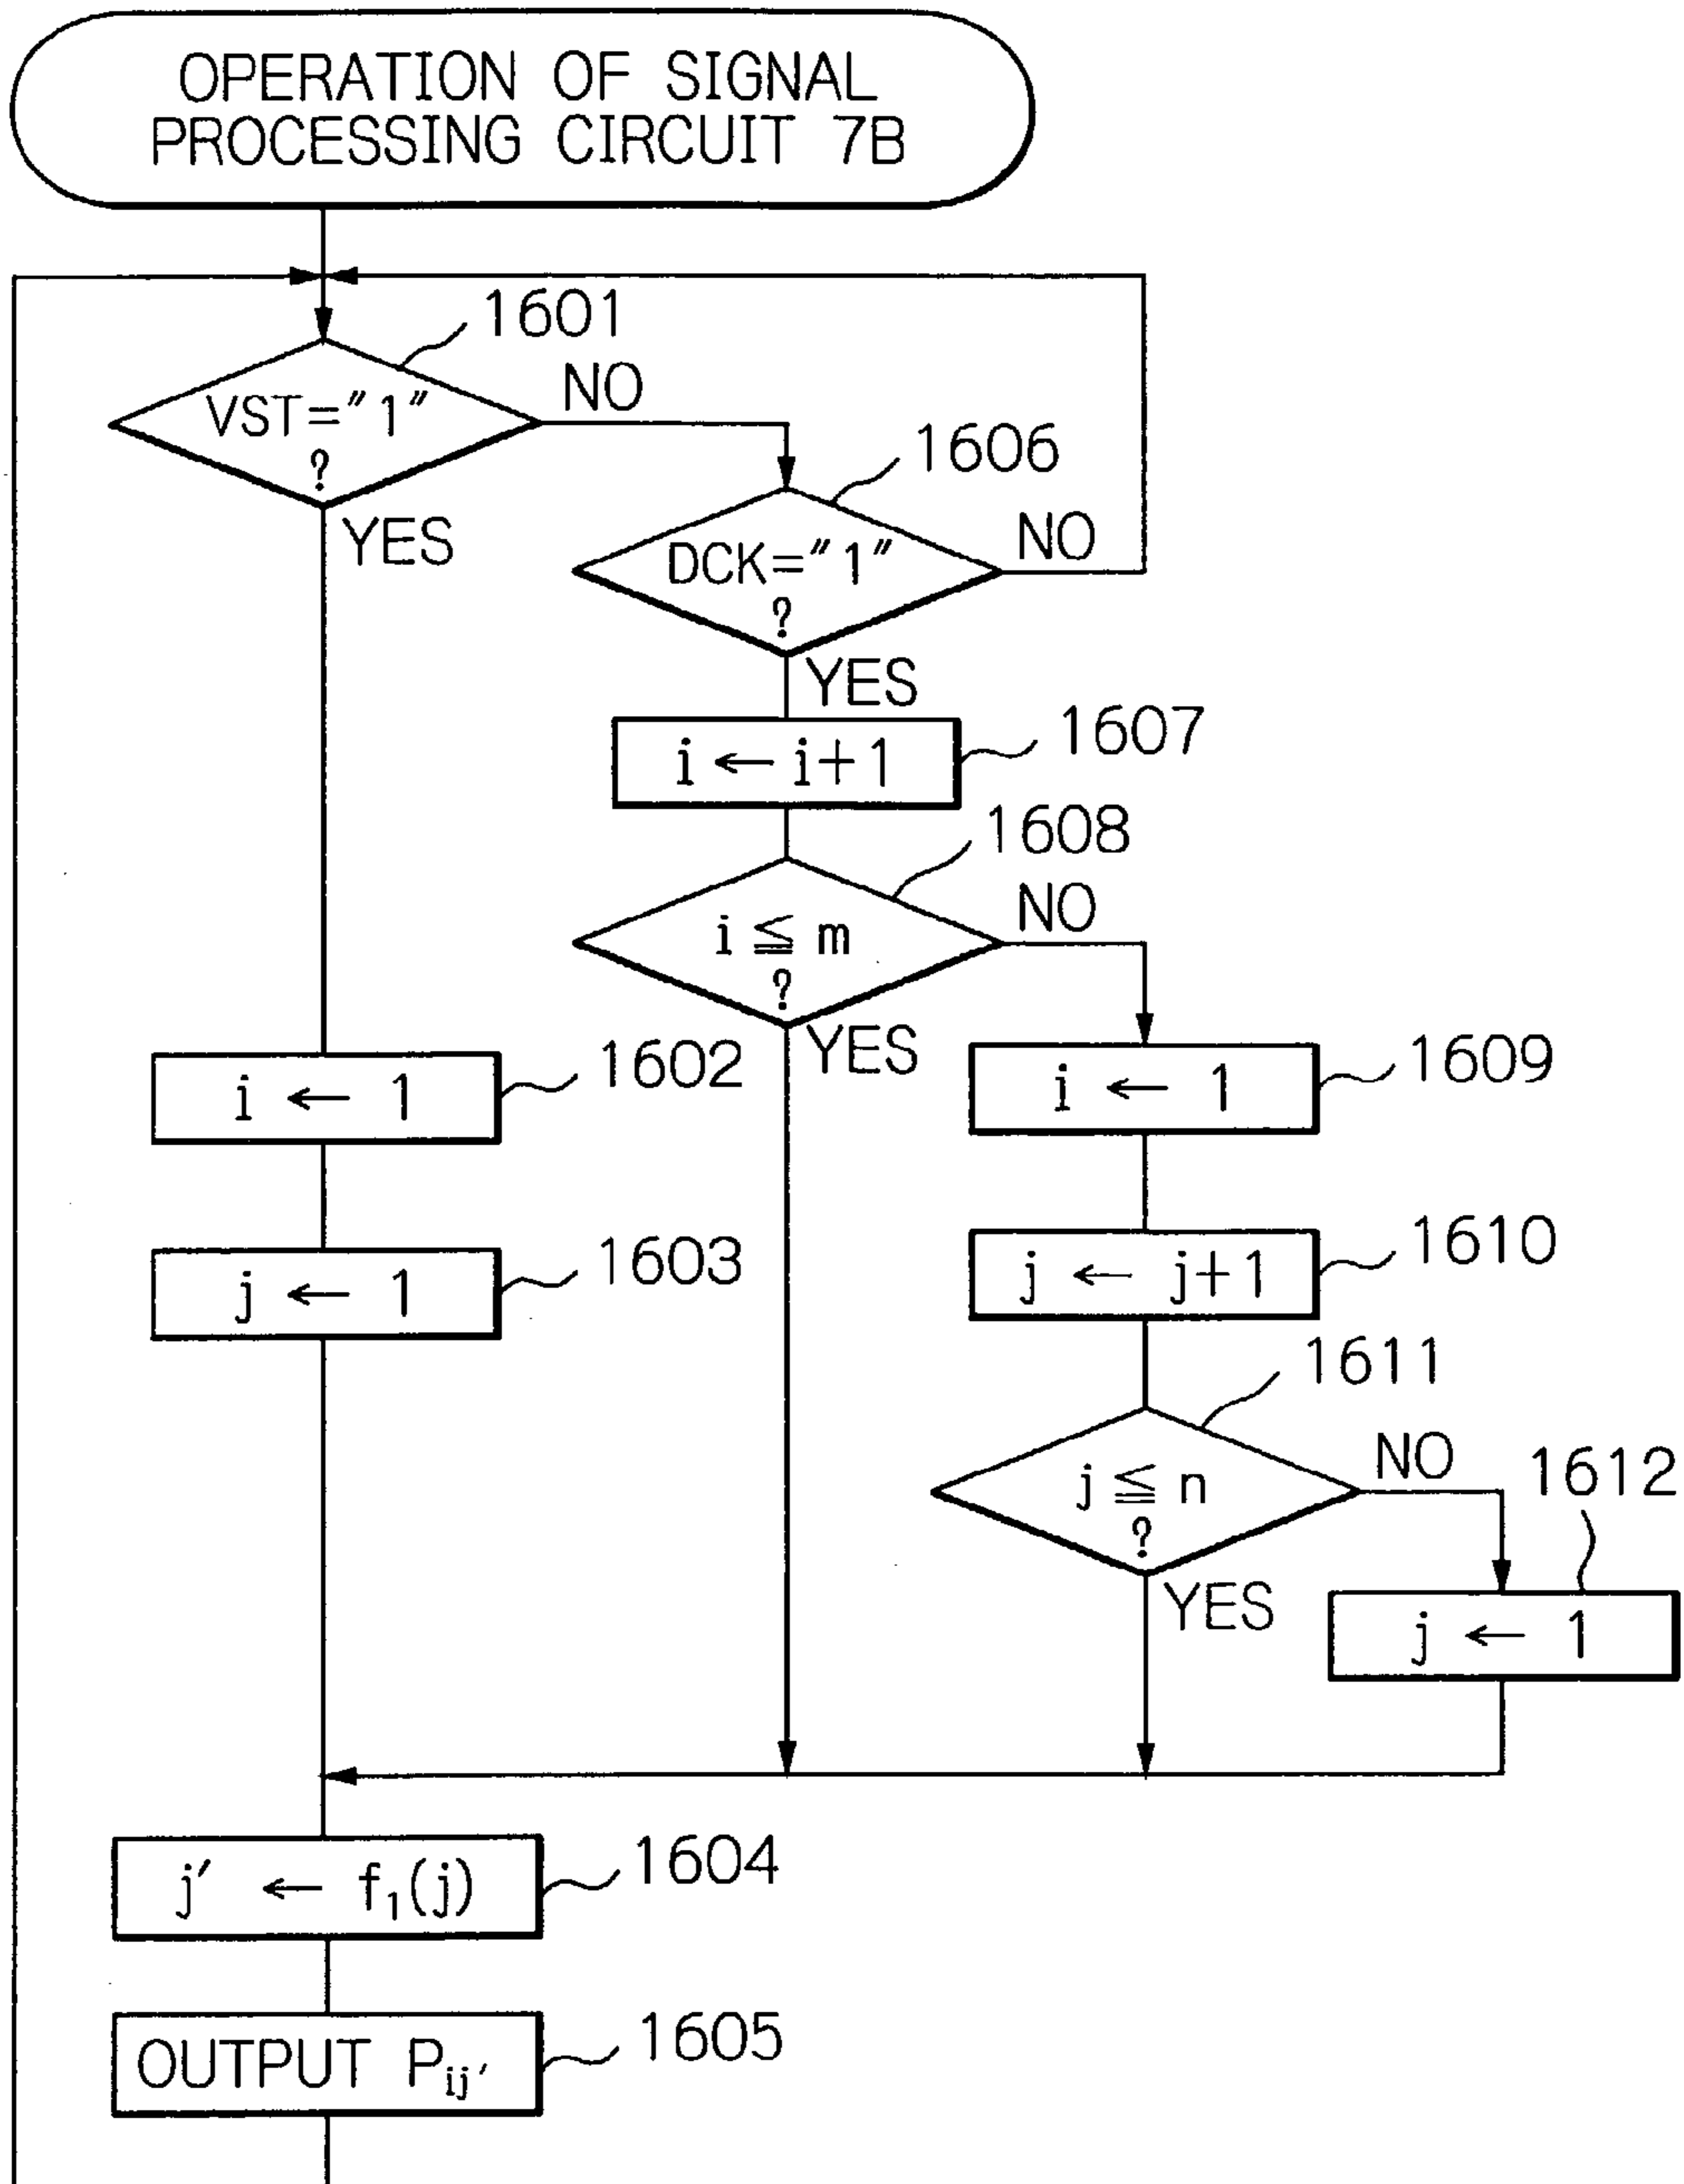 OPERATION OF SIGNAL
PROCESSING CIRCUIT 7B
1601
VST="1"
?
NO
YES
1606
DCK="1"
?
NO
YES
i ← i+1
1607
1608
i ≦ m
?
NO
YES
i ← 1
1602
i ← 1
1609
j ← 1
1603
j ← j+1
1610
1611
j ≦ n
?
NO
YES
1612
j ← 1
j′ ← f₁(j)
1604
OUTPUT Pij′
1605